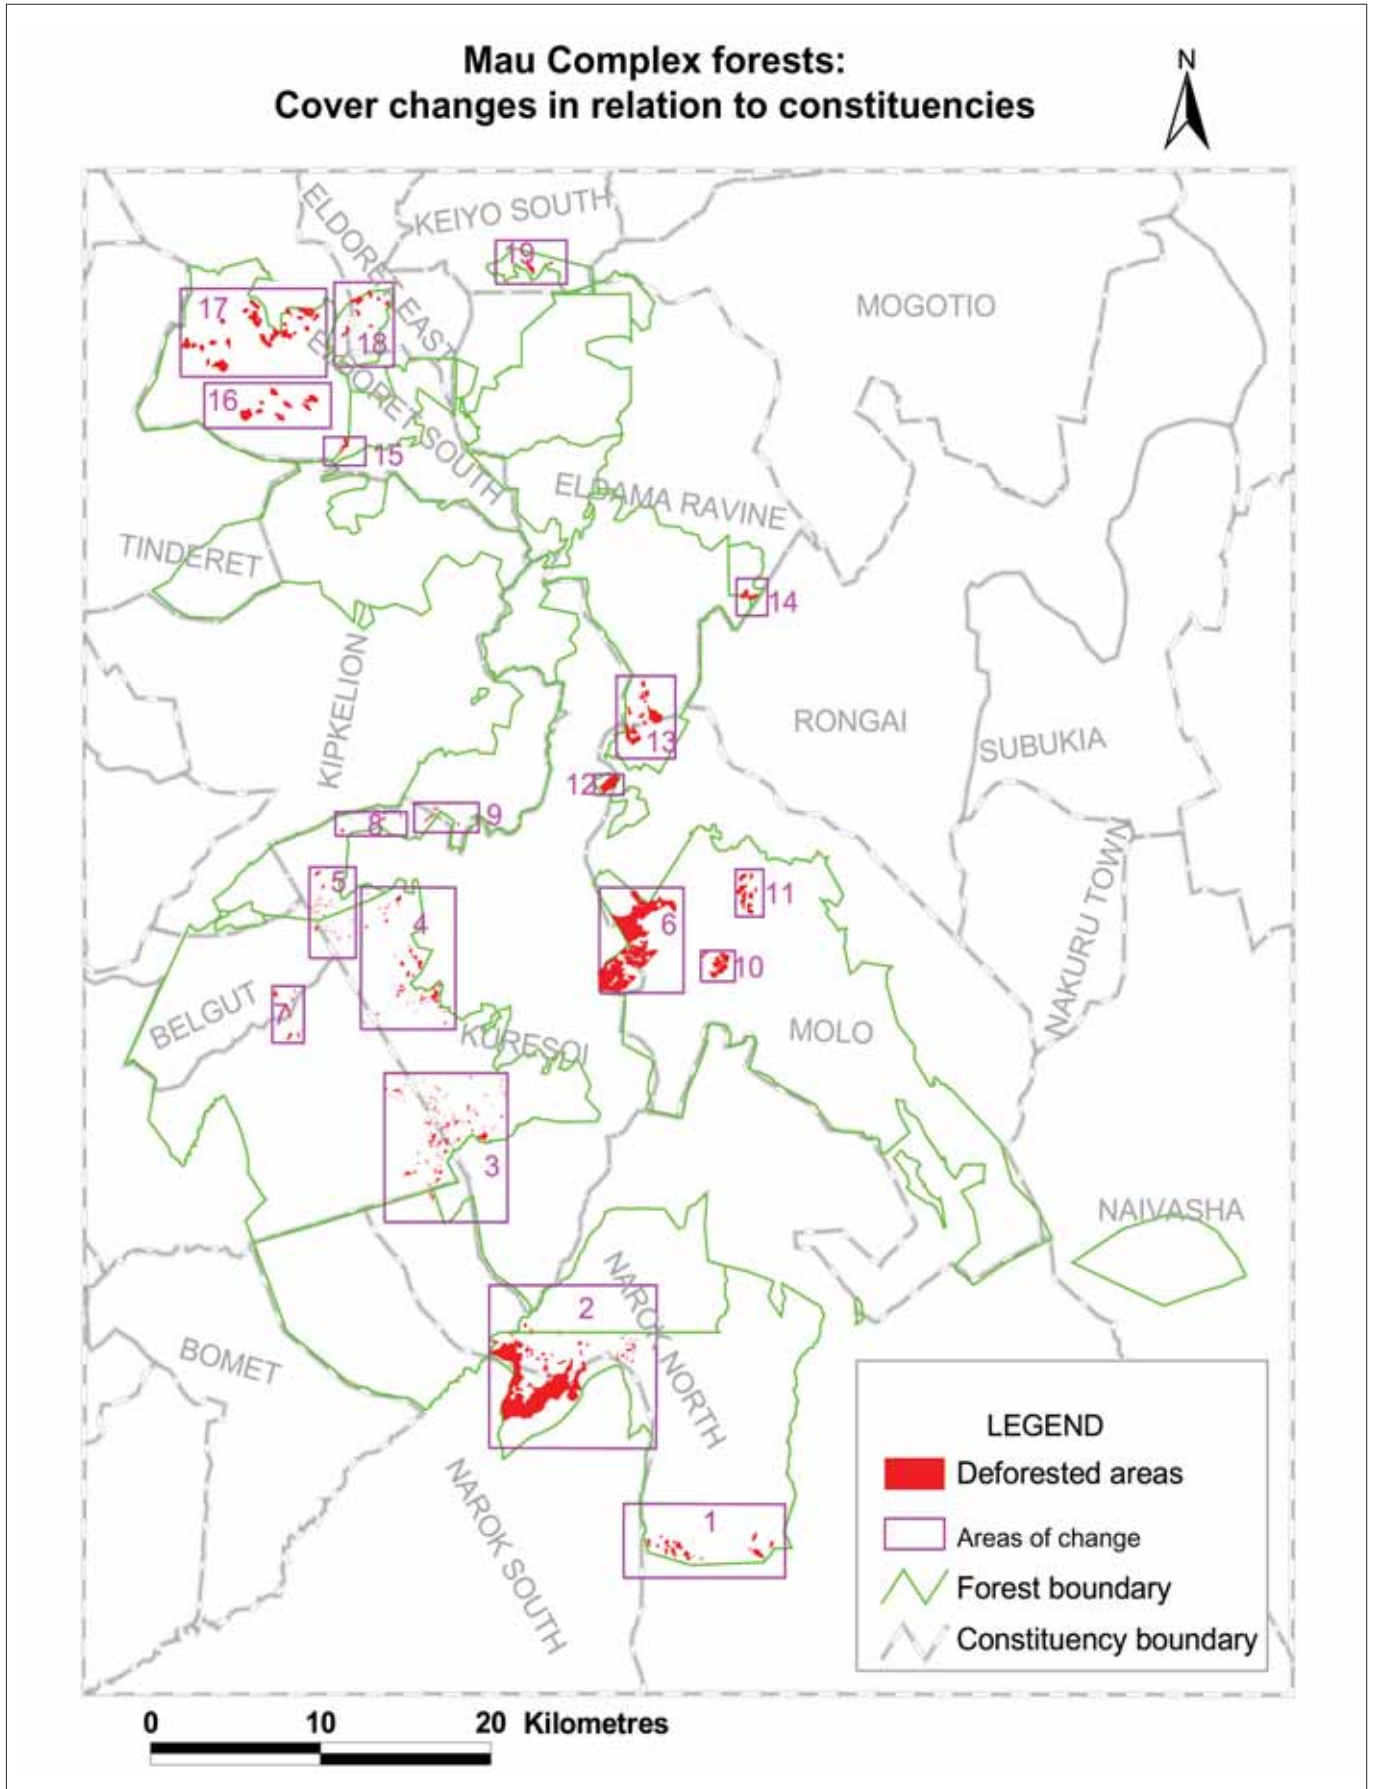 Mau Complex forests:
Cover changes in relation to constituencies
N
ELDORET EAST
KEIYO SOUTH
19
MOGOTIO
17
18
ELDORET SOUTH
16
15
ELDAMA RAVINE
TINDERET
14
KIPKELION
RONGAI
13
SUBUKIA
12
8
9
NAKURU TOWN
5
11
4
6
10
BELGUT
7
KURESOI
MOLO
3
NAIVASHA
NAROK NORTH
2
BOMET
NAROK SOUTH
1
LEGEND
Deforested areas
Areas of change
Forest boundary
Constituency boundary
0 10 20 Kilometres